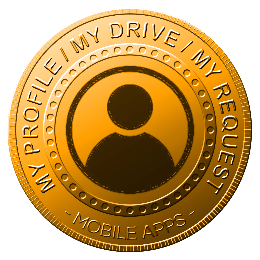 MY PROFILE / MY DRIVE / MY REQUEST
- MOBILE APPS -